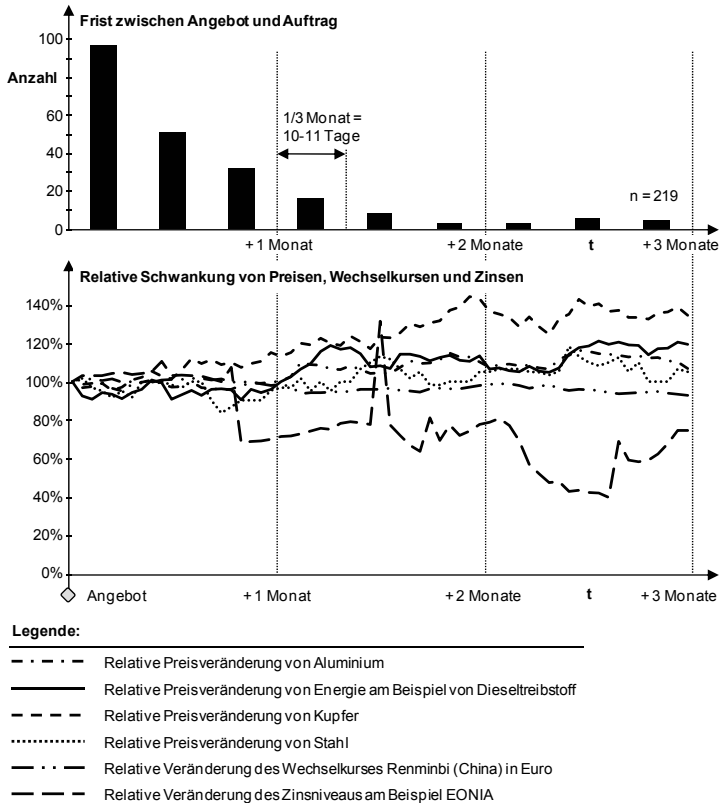 Frist zwischen Angebot und Auftrag
100
Anzahl
60
40
20
0
1/3 Monat =
10-11 Tage
n = 219
+ 1 Monat
+ 2 Monate
t
+ 3 Monate
Relative Schwankung von Preisen, Wechselkursen und Zinsen
140%
120%
100%
80%
60%
40%
20%
0%
Angebot
+ 1 Monat
+ 2 Monate
t
+ 3 Monate
Legende:
Relative Preisveränderung von Aluminium
Relative Preisveränderung von Energie am Beispiel von Dieseltreibstoff
Relative Preisveränderung von Kupfer
Relative Preisveränderung von Stahl
Relative Veränderung des Wechselkurses Renminbi (China) in Euro
Relative Veränderung des Zinsniveaus am Beispiel EONIA